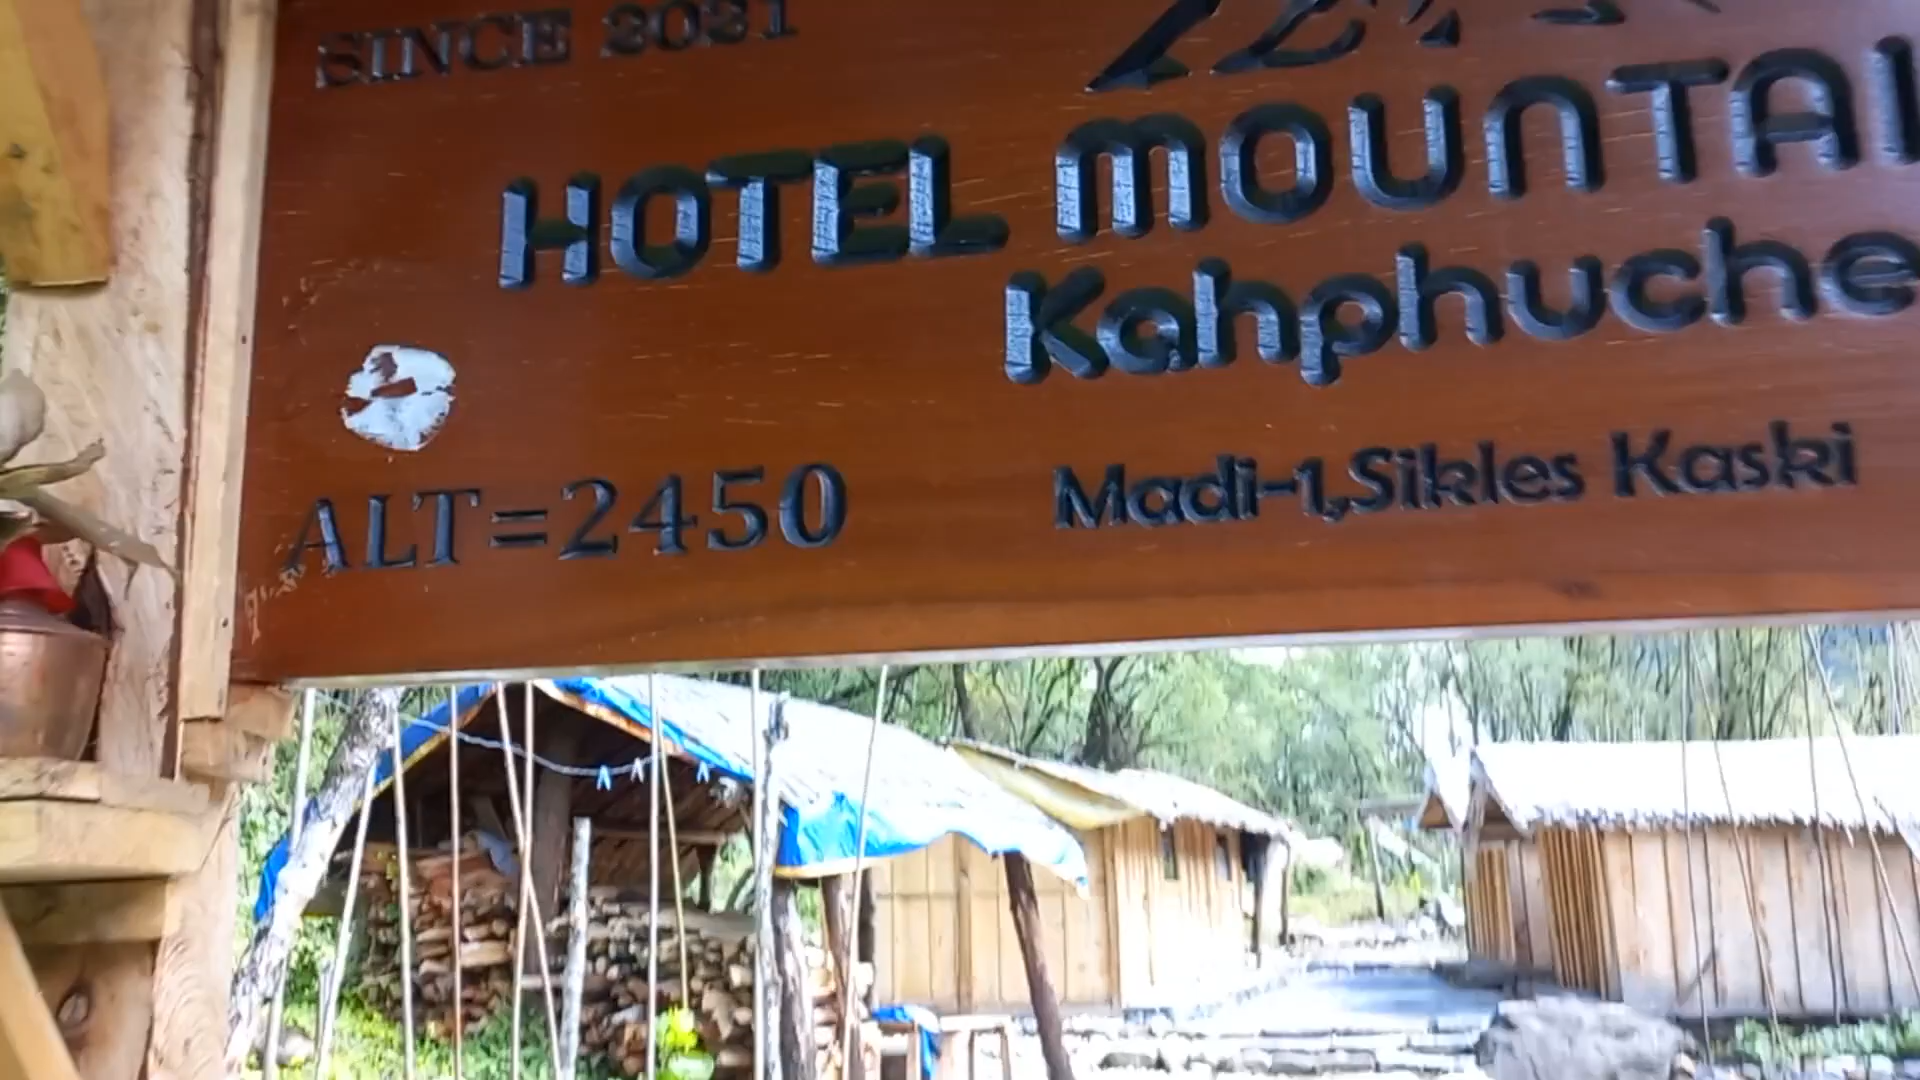 SINCE 2021
HOTEL MOUNTAI
Kahphuche
Madi-1,Sikles Kaski
ALT=2450